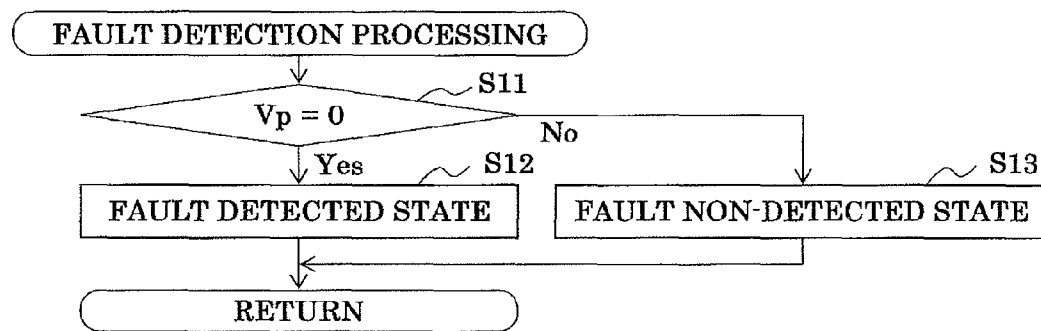 FAULT DETECTION PROCESSING
S11
Vp = 0
No
Yes
S12
S13
FAULT DETECTED STATE
FAULT NON-DETECTED STATE
RETURN